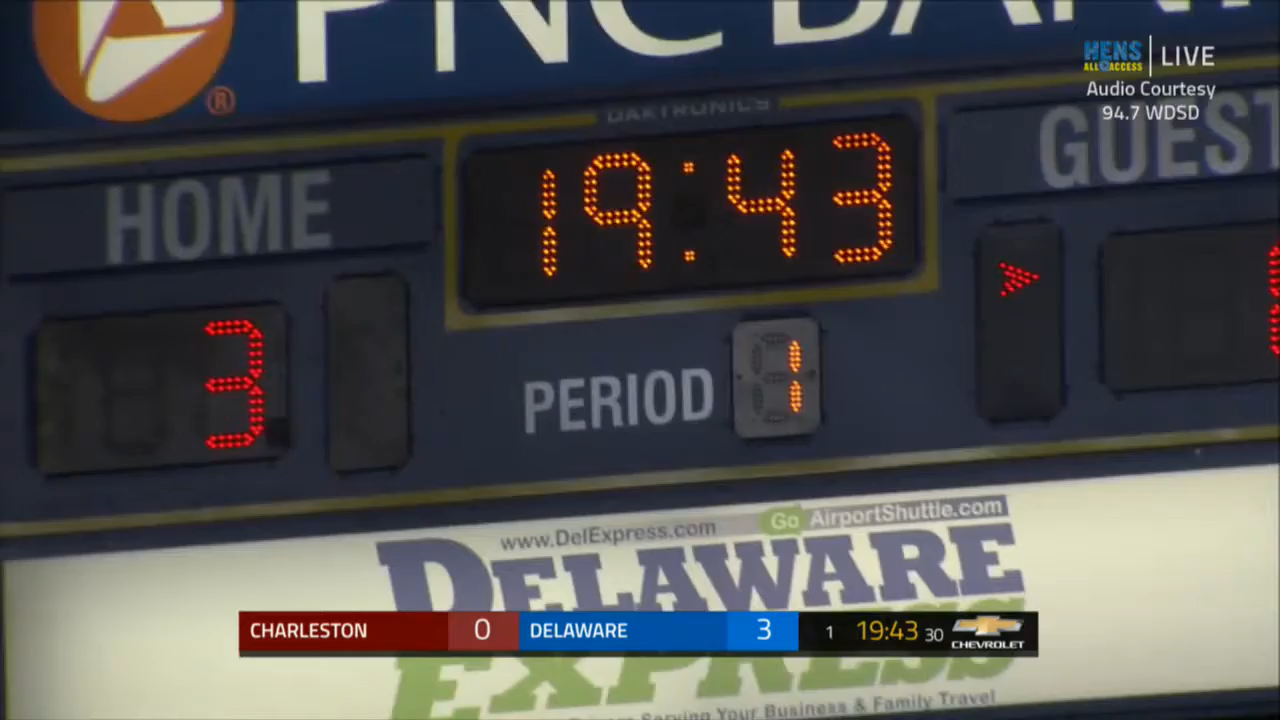 PNC BANK
®
HENS
ALL ACCESS
LIVE
Audio Courtesy
94.7 WDSD
DAKTRONICS
HOME
19:43
GUEST
3
PERIOD 1
www.DelExpress.com
Go AirportShuttle.com
DELAWARE
EXPRESS
Serving Your Business & Family Travel
CHARLESTON 0 DELAWARE 3 1 19:43 30 CHEVROLET